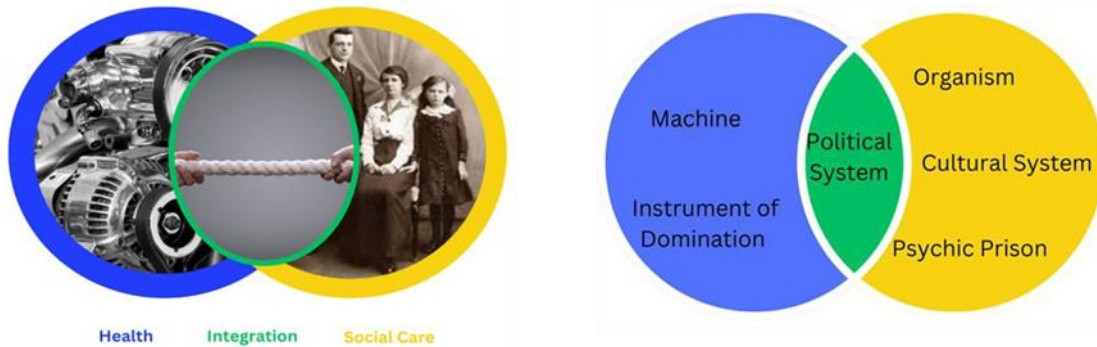 Health Integration Social Care
Machine
Instrument of
Domination
Political
System
Organism
Cultural System
Psychic Prison